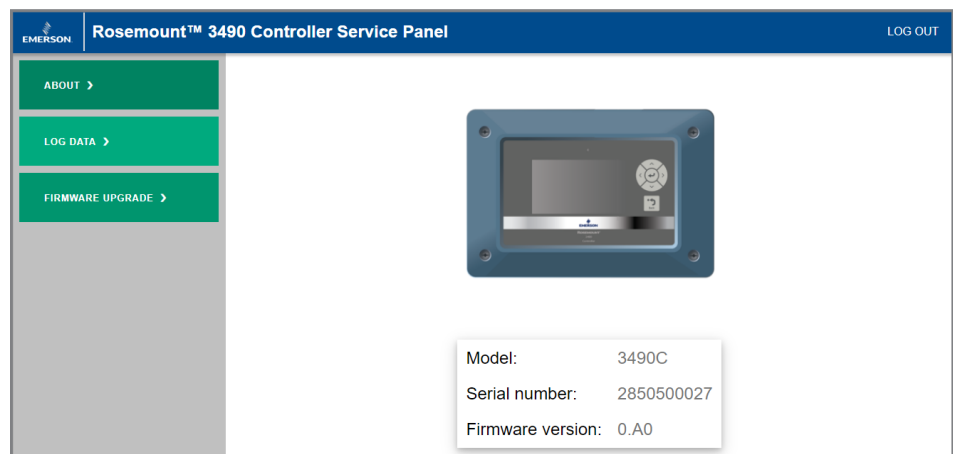 EMERSON
Rosemount™ 3490 Controller Service Panel
LOG OUT
ABOUT ❯
LOG DATA ❯
FIRMWARE UPGRADE ❯
EMERSON
Model: 3490C
Serial number: 2850500027
Firmware version: 0.A0